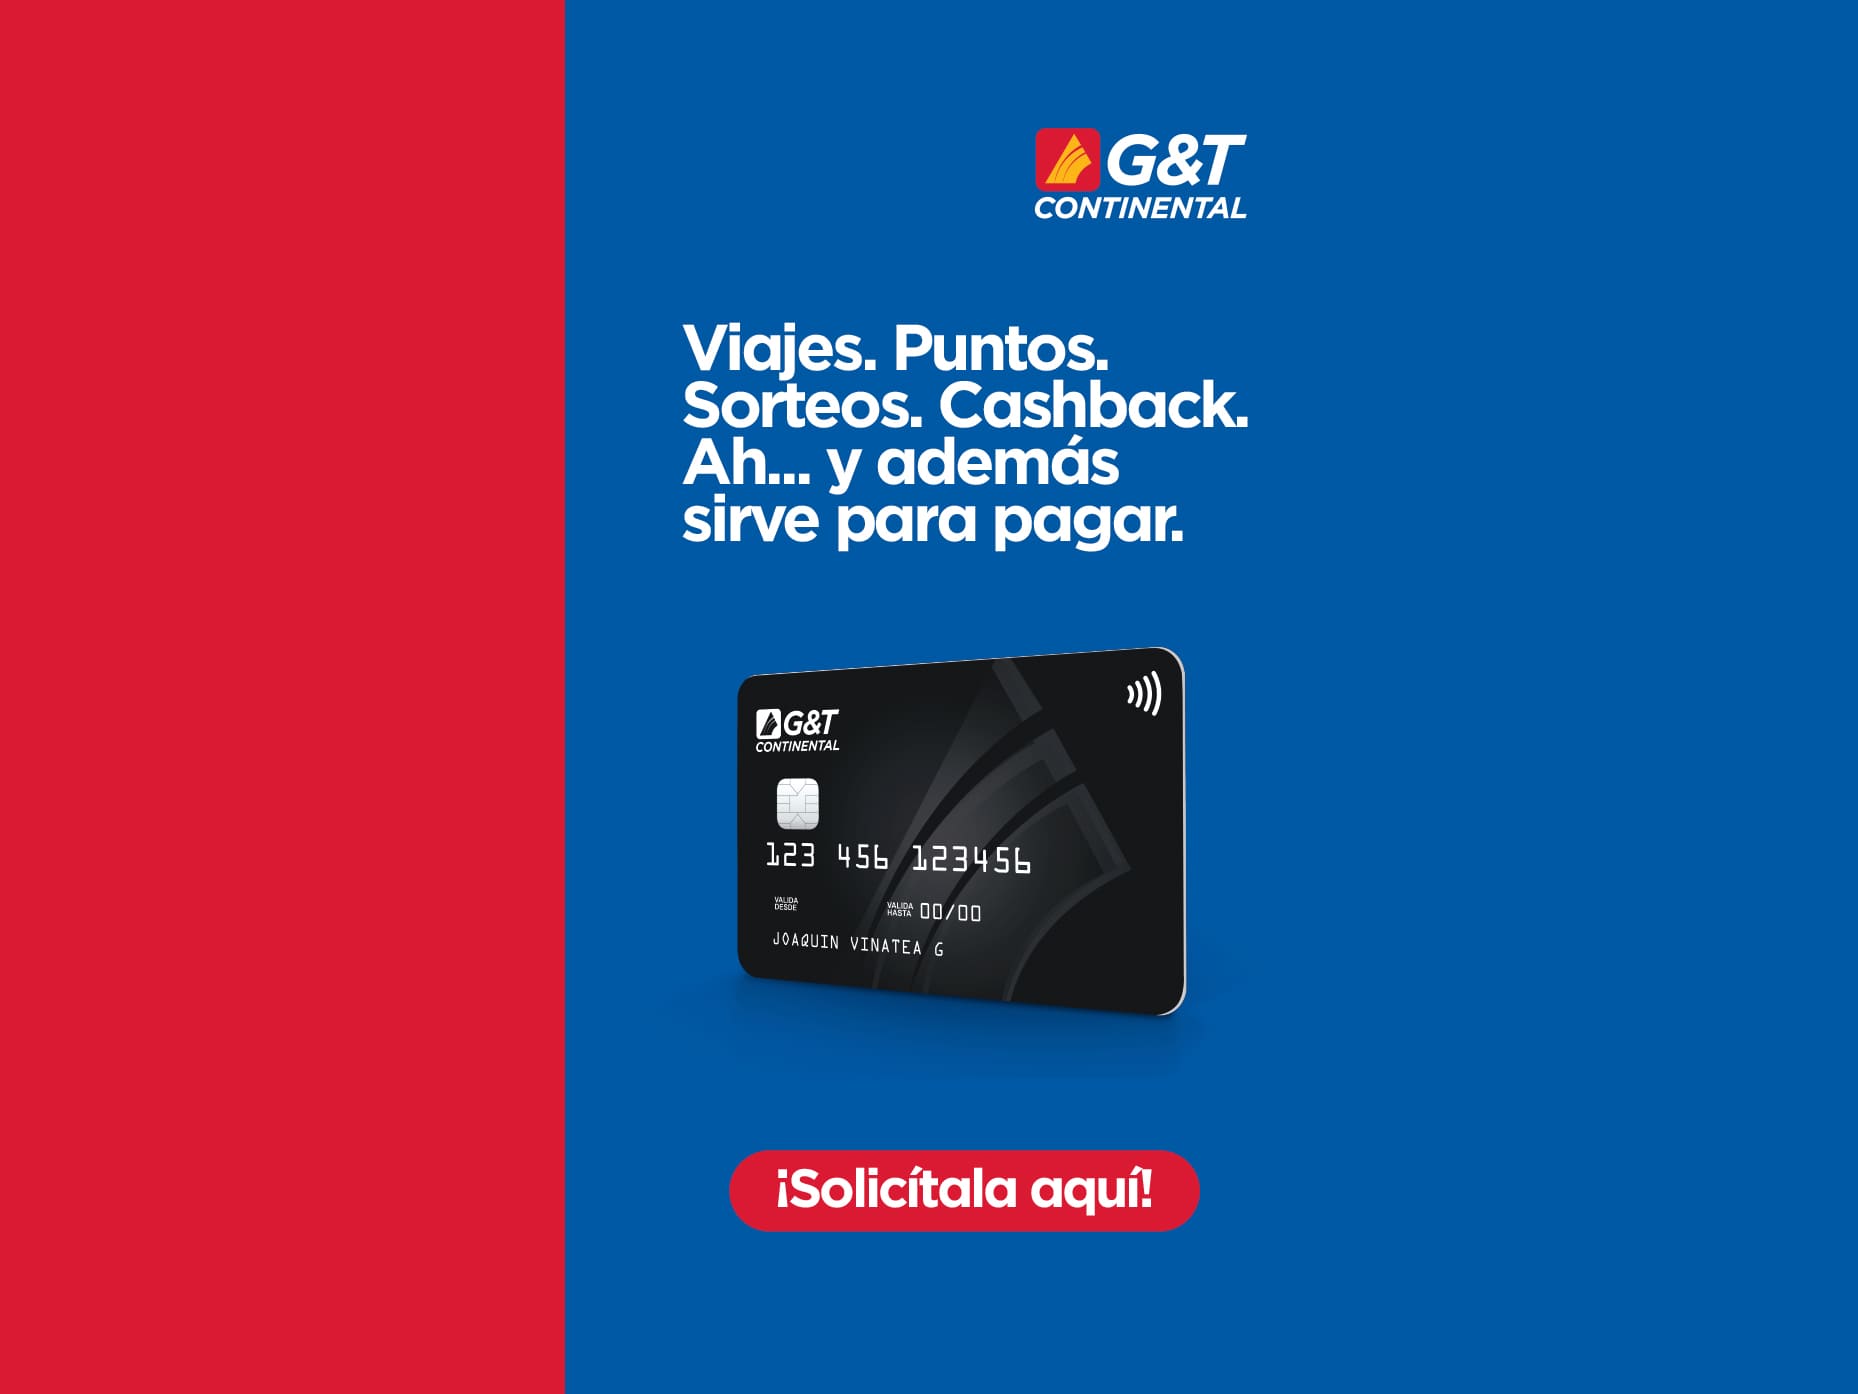 G&T
CONTINENTAL
Viajes. Puntos.
Sorteos. Cashback.
Ah... y además
sirve para pagar.
G&T
CONTINENTAL
123 456 123456
VALIDA
DESDE
VALIDA
HASTA 00/00
JOAQUIN VINATEA G
¡Solicítala aquí!